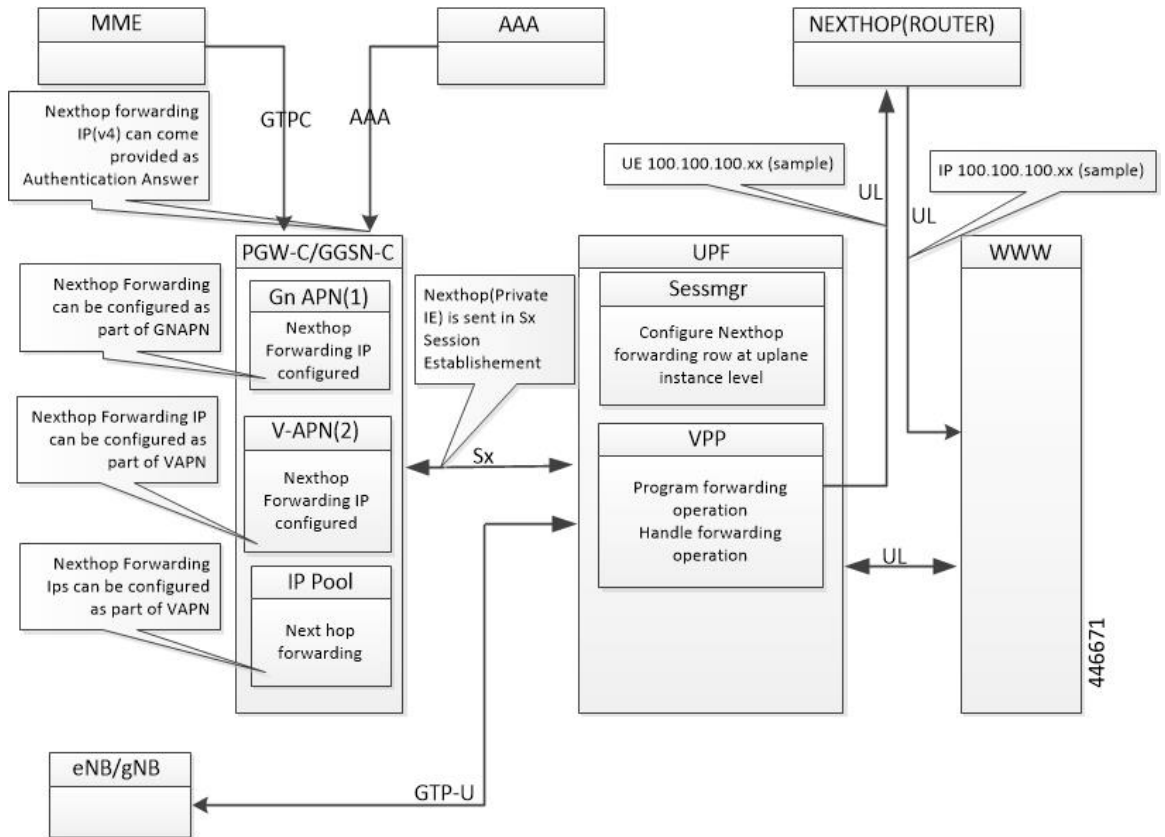 MME
AAA
NEXTHOP(ROUTER)
Nexthop forwarding
IP(v4) can come
provided as
Authentication Answer
GTPC
AAA
UE 100.100.100.xx (sample)
IP 100.100.100.xx (sample)
UL
UL
PGW-C/GGSN-C
UPF
WWW
Nexthop Forwarding
can be configured as
part of GNAPN
Gn APN(1)
Nexthop
Forwarding IP
configured
Nexthop(Private
IE) is sent in Sx
Session
Establishement
Sessmgr
Configure Nexthop
forwarding row at uplane
instance level
Nexthop Forwarding IP
can be configured as
part of VAPN
V-APN(2)
Nexthop
Forwarding IP
configured
Sx
VPP
Program forwarding
operation
Handle forwarding
operation
UL
Nexthop Forwarding
Ips can be configured
as part of VAPN
IP Pool
Next hop
forwarding
446671
eNB/gNB
GTP-U